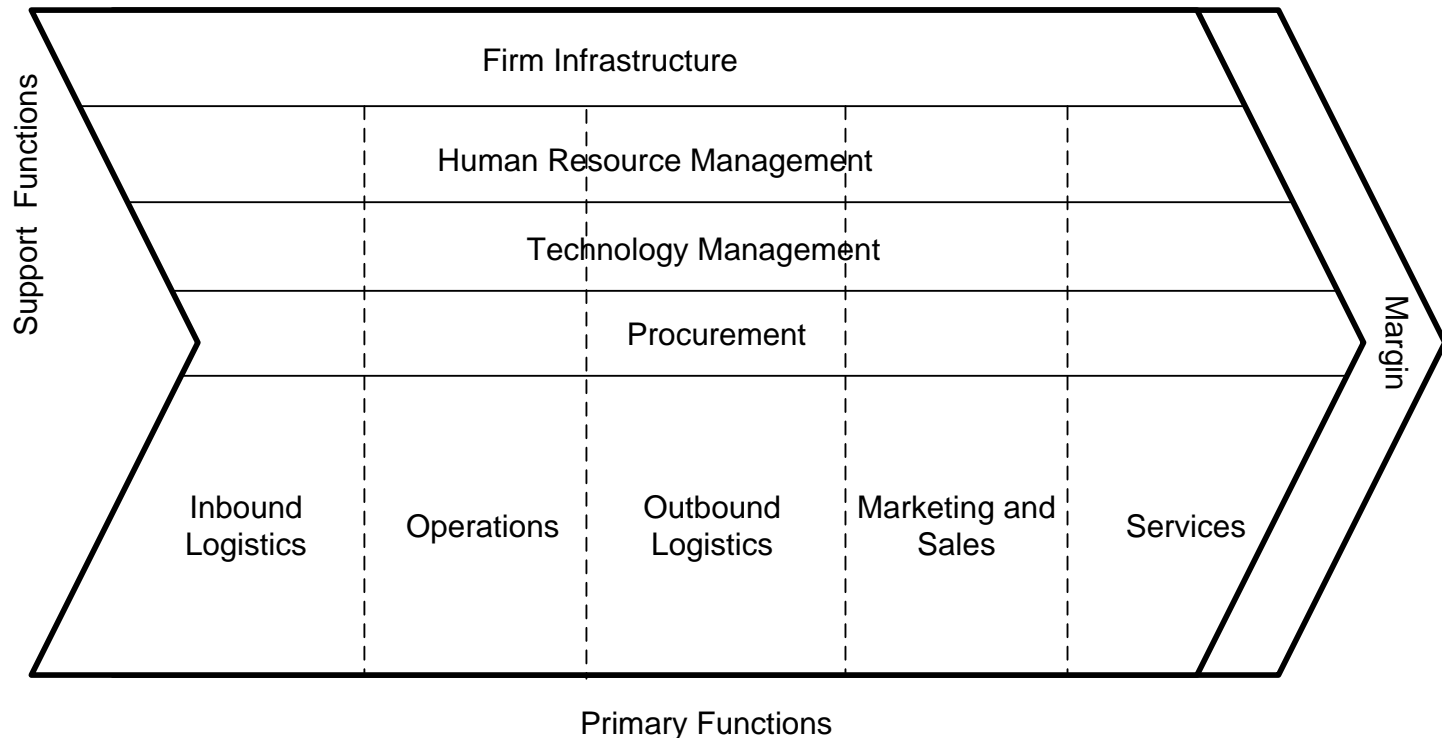 Support Functions
Firm Infrastructure
Human Resource Management
Technology Management
Procurement
Inbound
Logistics
Operations
Outbound
Logistics
Marketing and
Sales
Services
Margin
Primary Functions